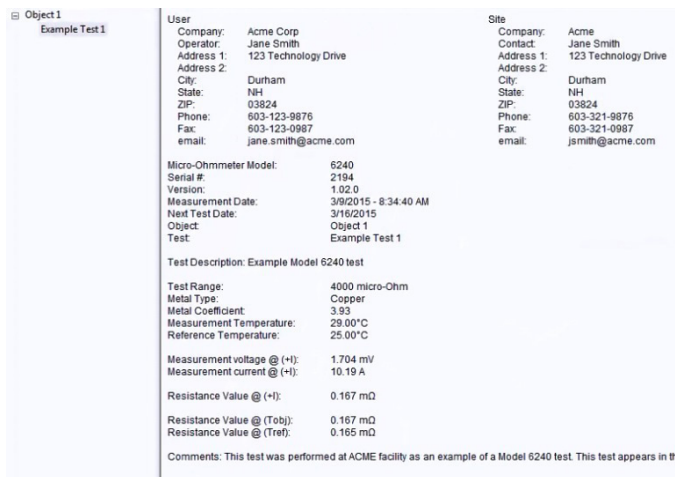 Object 1
Example Test 1
User
Company: Acme Corp
Operator: Jane Smith
Address 1: 123 Technology Drive
Address 2:
City: Durham
State: NH
ZIP: 03824
Phone: 603-123-9876
Fax: 603-123-0987
email: jane.smith@acme.com
Site
Company: Acme
Contact: Jane Smith
Address 1: 123 Technology Drive
Address 2:
City: Durham
State: NH
ZIP: 03824
Phone: 603-321-9876
Fax: 603-321-0987
email: jsmith@acme.com
Micro-Ohmmeter Model: 6240
Serial #: 2194
Version: 1.02.0
Measurement Date: 3/9/2015 - 8:34:40 AM
Next Test Date: 3/16/2015
Object: Object 1
Test: Example Test 1
Test Description: Example Model 6240 test
Test Range: 4000 micro-Ohm
Metal Type: Copper
Metal Coefficient: 3.93
Measurement Temperature: 29.00°C
Reference Temperature: 25.00°C
Measurement voltage @ (+I): 1.704 mV
Measurement current @ (+I): 10.19 A
Resistance Value @ (+I): 0.167 mΩ
Resistance Value @ (Tobj): 0.167 mΩ
Resistance Value @ (Tref): 0.165 mΩ
Comments: This test was performed at ACME facility as an example of a Model 6240 test. This test appears in